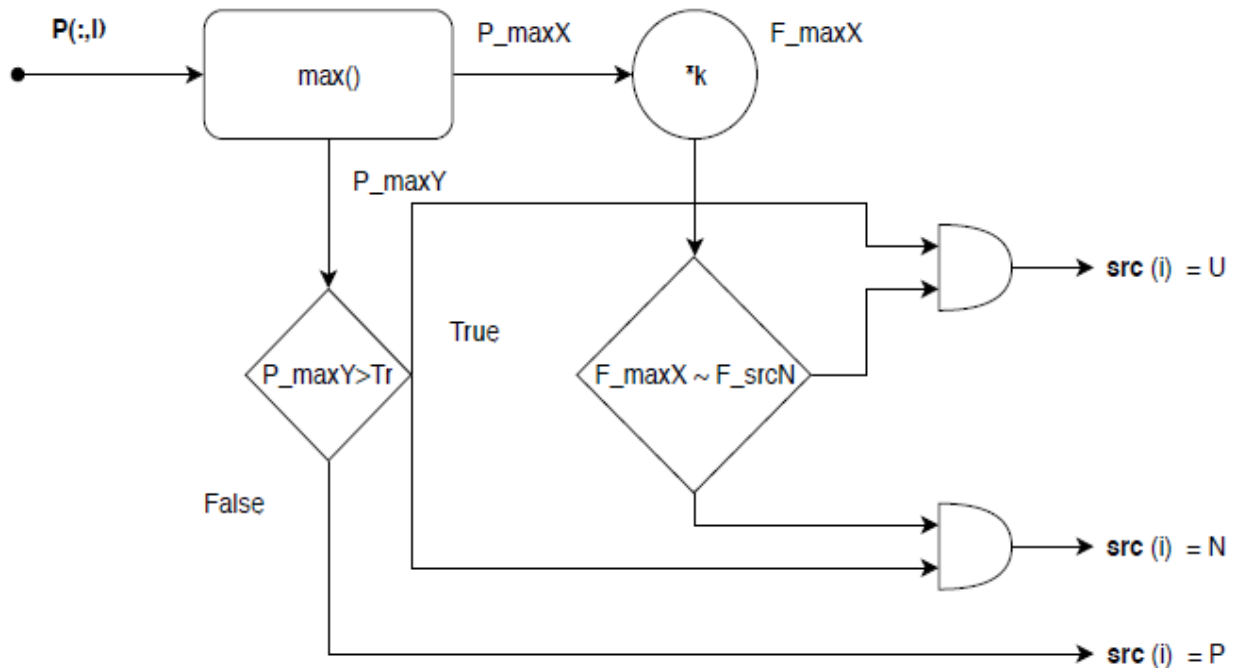 P(:,I)
max()
P_maxX
*k
F_maxX
P_maxY
P_maxY>Tr
True
False
F_maxX ~ F_srcN
src (i) = U
src (i) = N
src (i) = P